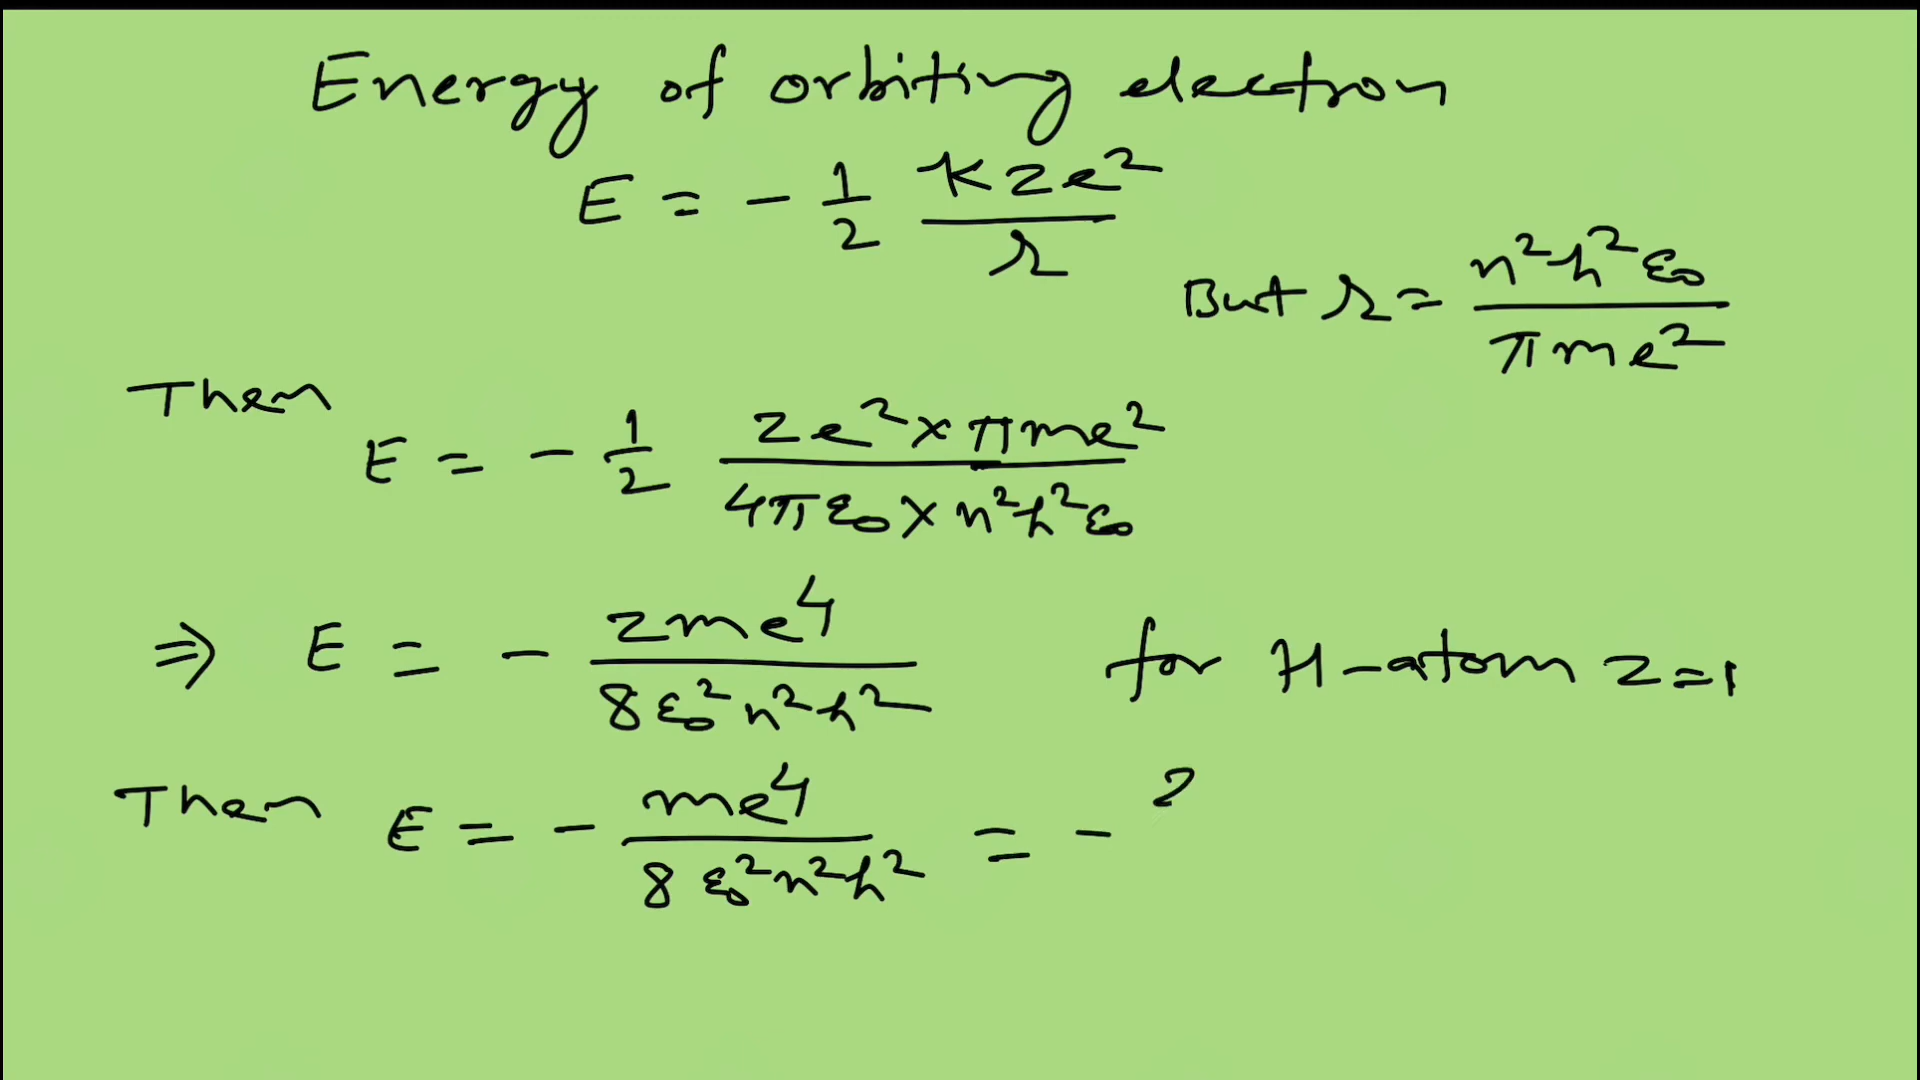 Energy of orbiting electron
E = - 1/2 kze²/r
But r = n²h²ε₀/πme²
Then
E = - 1/2 ze² × πme²/4πε₀ × n²h²ε₀
⇒ E = - zme⁴/8ε₀²n²h² for H-atom z=1
Then E = - me⁴/8ε₀²n²h² = - 2